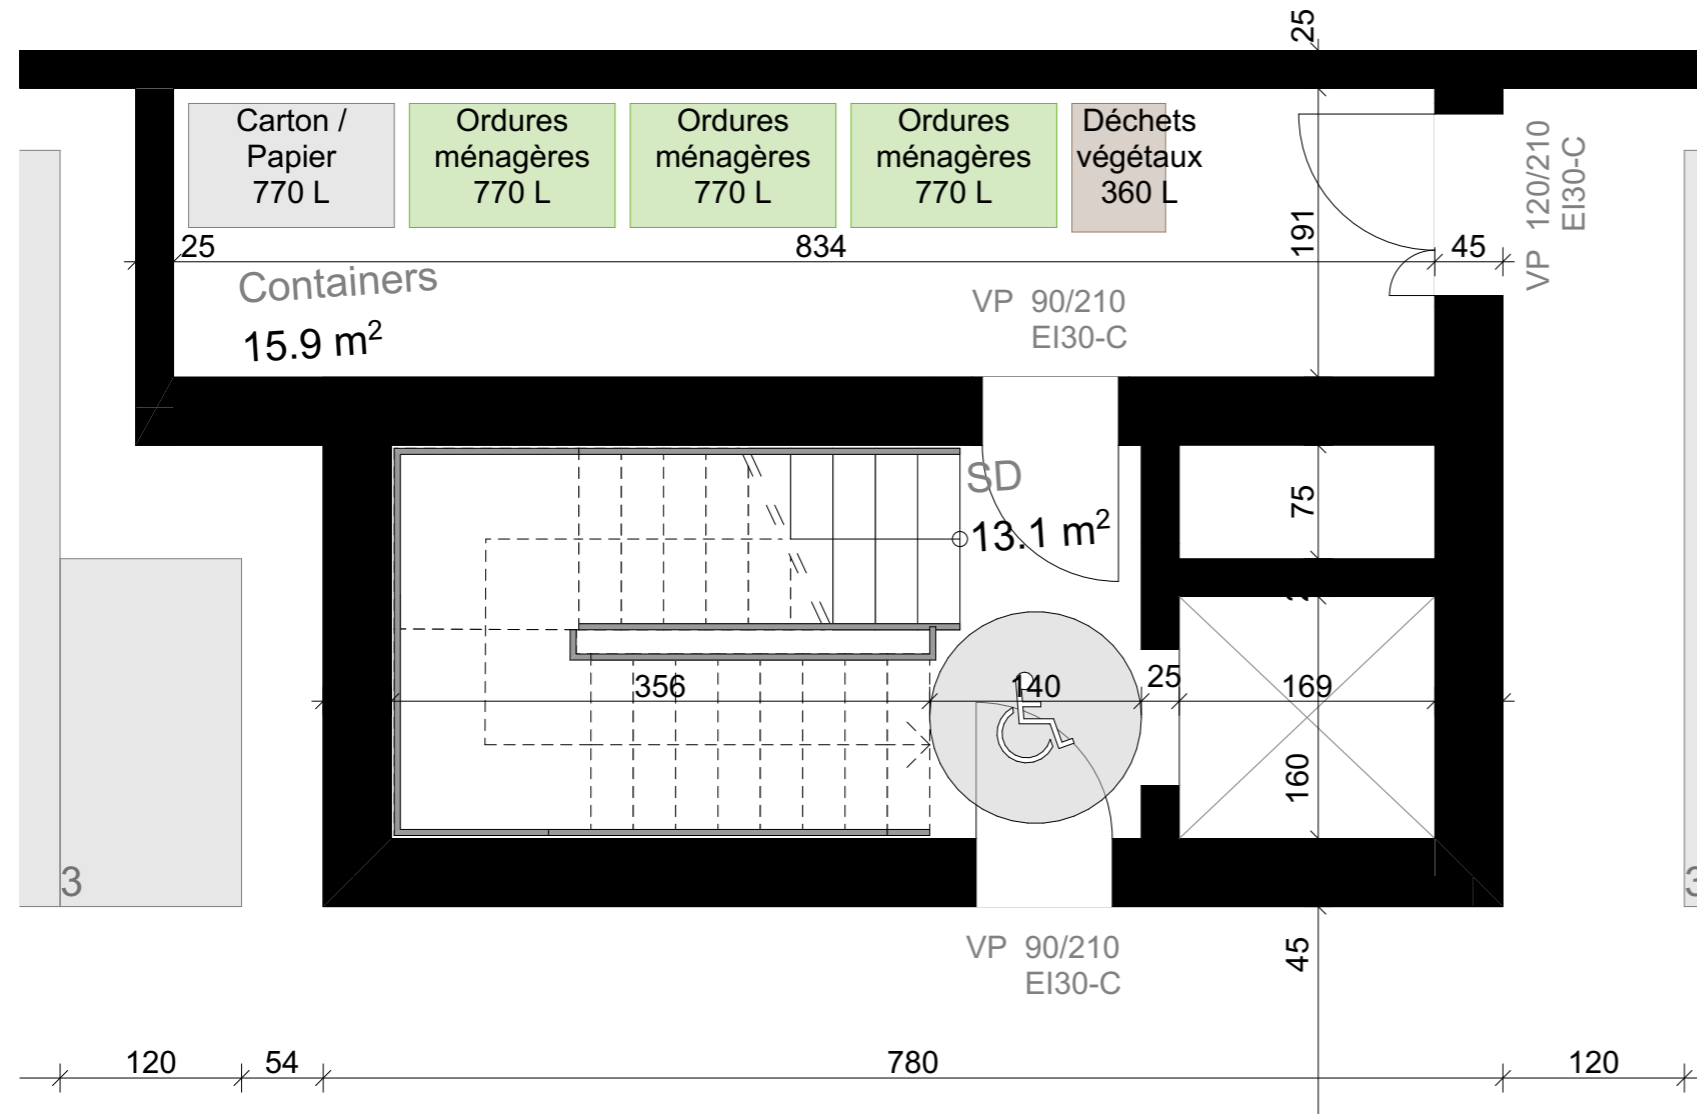 25
Carton /
Papier
770 L
Ordures
ménagères
770 L
Ordures
ménagères
770 L
Ordures
ménagères
770 L
Déchets
végétaux
360 L
VP 120/210
EI30-C
191
25
834
45
Containers
15.9 m²
VP 90/210
EI30-C
SD
13.1 m²
75
356
140
25
169
160
3
3
VP 90/210
EI30-C
45
120
54
780
120